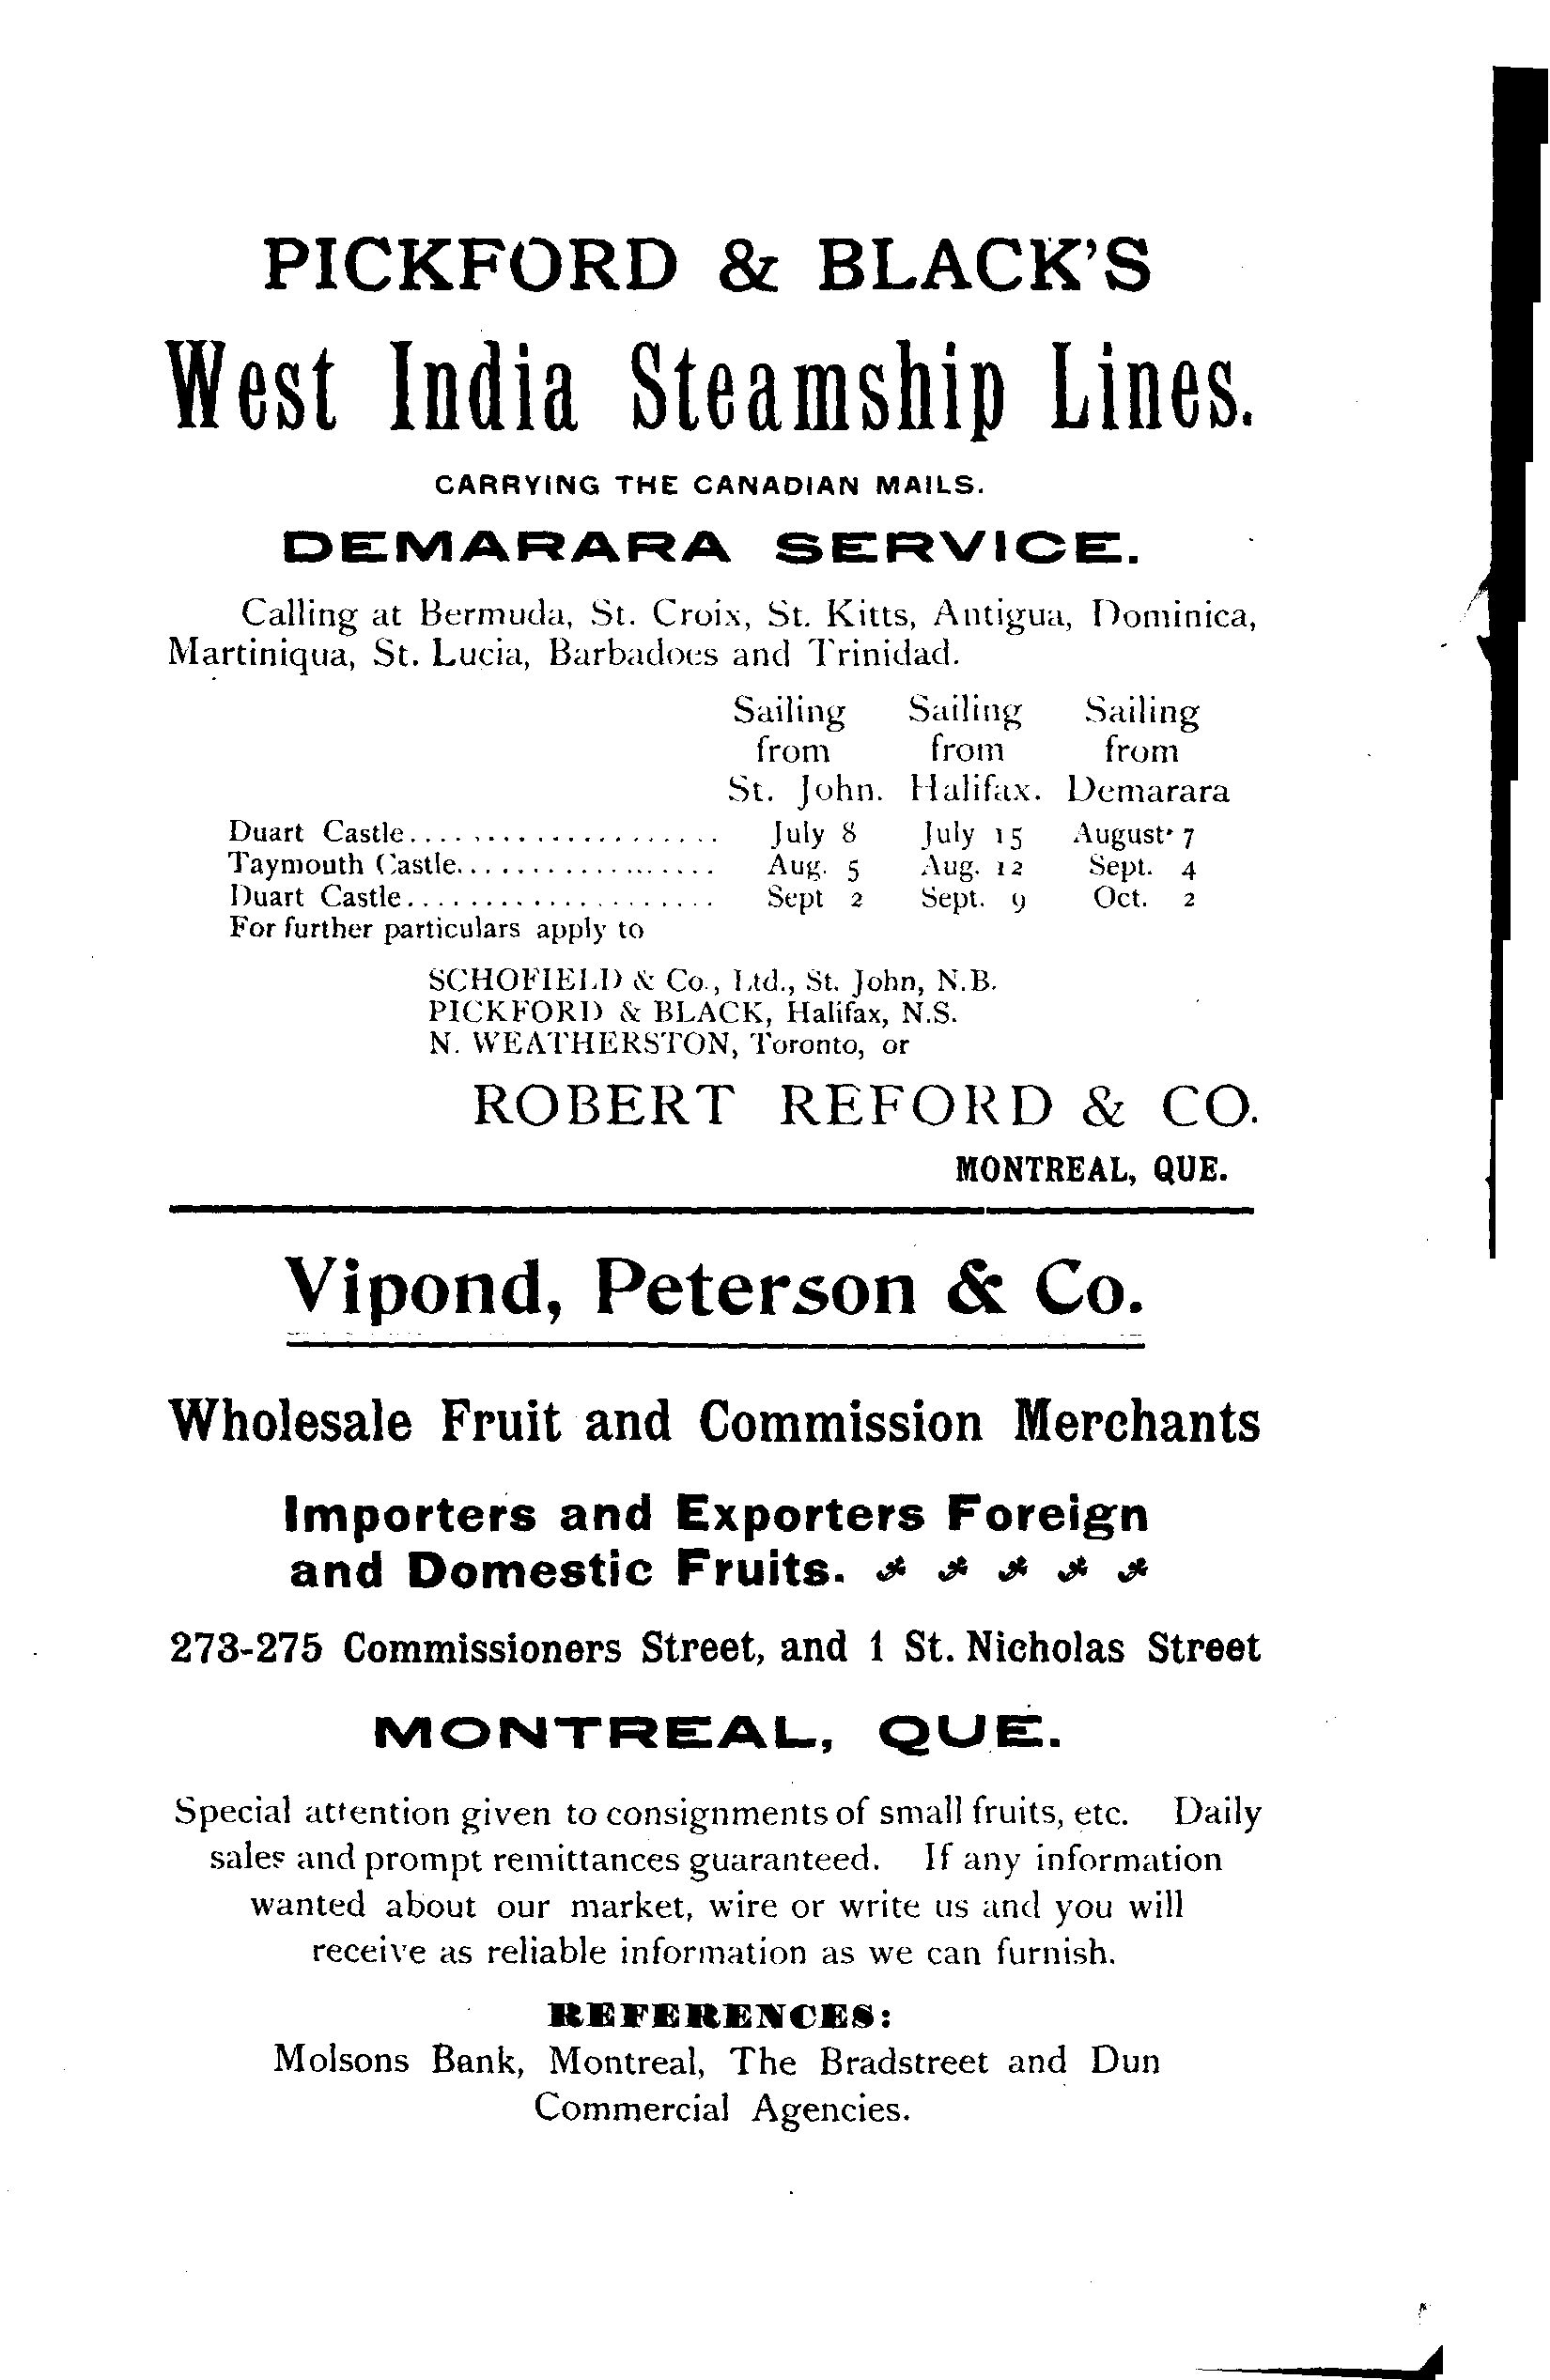 PICKFORD & BLACK'S
West India Steamship Lines.
CARRYING THE CANADIAN MAILS.
DEMARARA SERVICE.
Calling at Bermuda, St. Croix, St. Kitts, Antigua, Dominica,
Martiniqua, St. Lucia, Barbadoes and Trinidad.
Sailing Sailing Sailing
from from from
St. John. Halifax. Demarara
Duart Castle.................... July 8 July 15 August 7
Taymouth Castle................. Aug. 5 Aug. 12 Sept. 4
Duart Castle.................... Sept 2 Sept. 9 Oct. 2
For further particulars apply to
SCHOFIELD & Co., Ltd., St. John, N.B.
PICKFORD & BLACK, Halifax, N.S.
N. WEATHERSTON, Toronto, or
ROBERT REFORD & CO.
MONTREAL, QUE.
Vipond, Peterson & Co.
Wholesale Fruit and Commission Merchants
Importers and Exporters Foreign
and Domestic Fruits.
273-275 Commissioners Street, and 1 St. Nicholas Street
MONTREAL, QUE.
Special attention given to consignments of small fruits, etc. Daily
sales and prompt remittances guaranteed. If any information
wanted about our market, wire or write us and you will
receive as reliable information as we can furnish.
REFERENCES:
Molsons Bank, Montreal, The Bradstreet and Dun
Commercial Agencies.